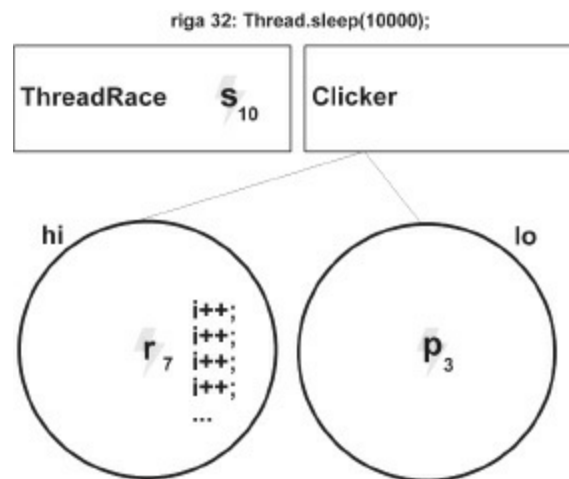 riga 32: Thread.sleep(10000);
ThreadRace s10 Clicker
hi lo
i++;
i++;
r7 i++; p3
i++;
...